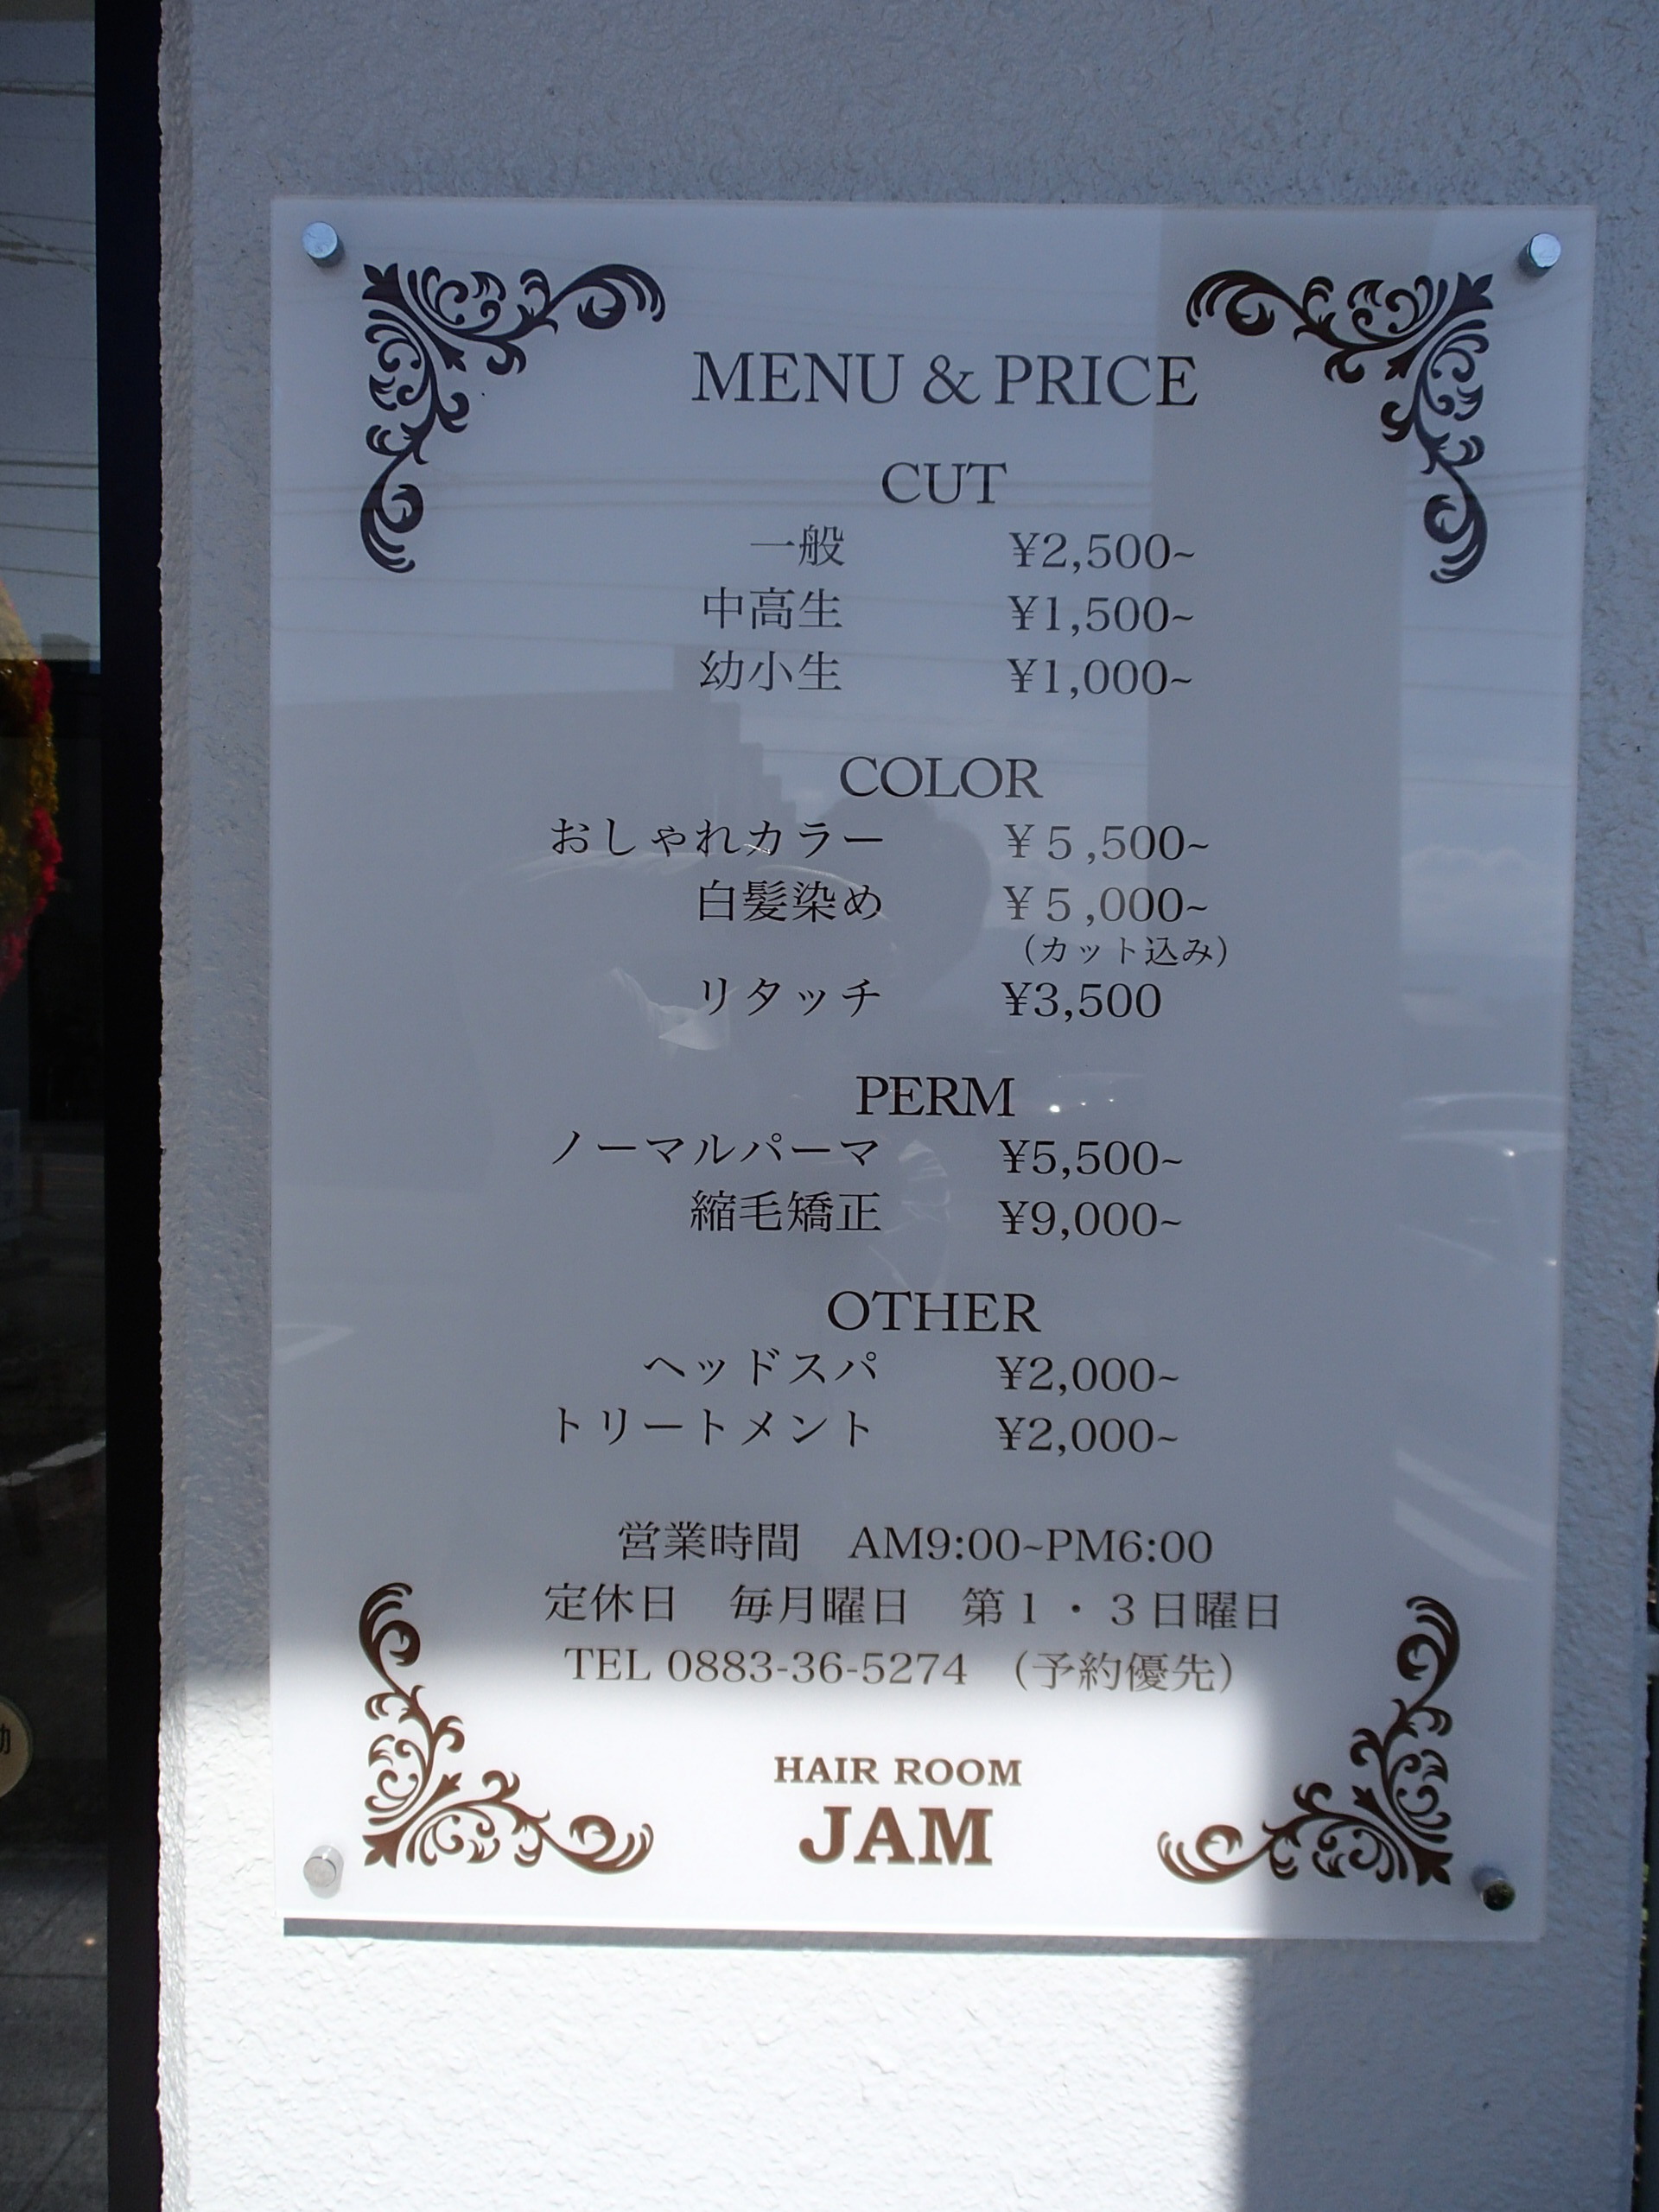 MENU & PRICE
CUT
一般 ¥2,500~
中高生 ¥1,500~
幼小生 ¥1,000~
COLOR
おしゃれカラー ¥５,500~
白髪染め ¥５,000~
（カット込み）
リタッチ ¥3,500
PERM
ノーマルパーマ ¥5,500~
縮毛矯正 ¥9,000~
OTHER
ヘッドスパ ¥2,000~
トリートメント ¥2,000~
営業時間 AM9:00~PM6:00
定休日 毎月曜日 第１・３日曜日
TEL 0883-36-5274 （予約優先）
HAIR ROOM
JAM